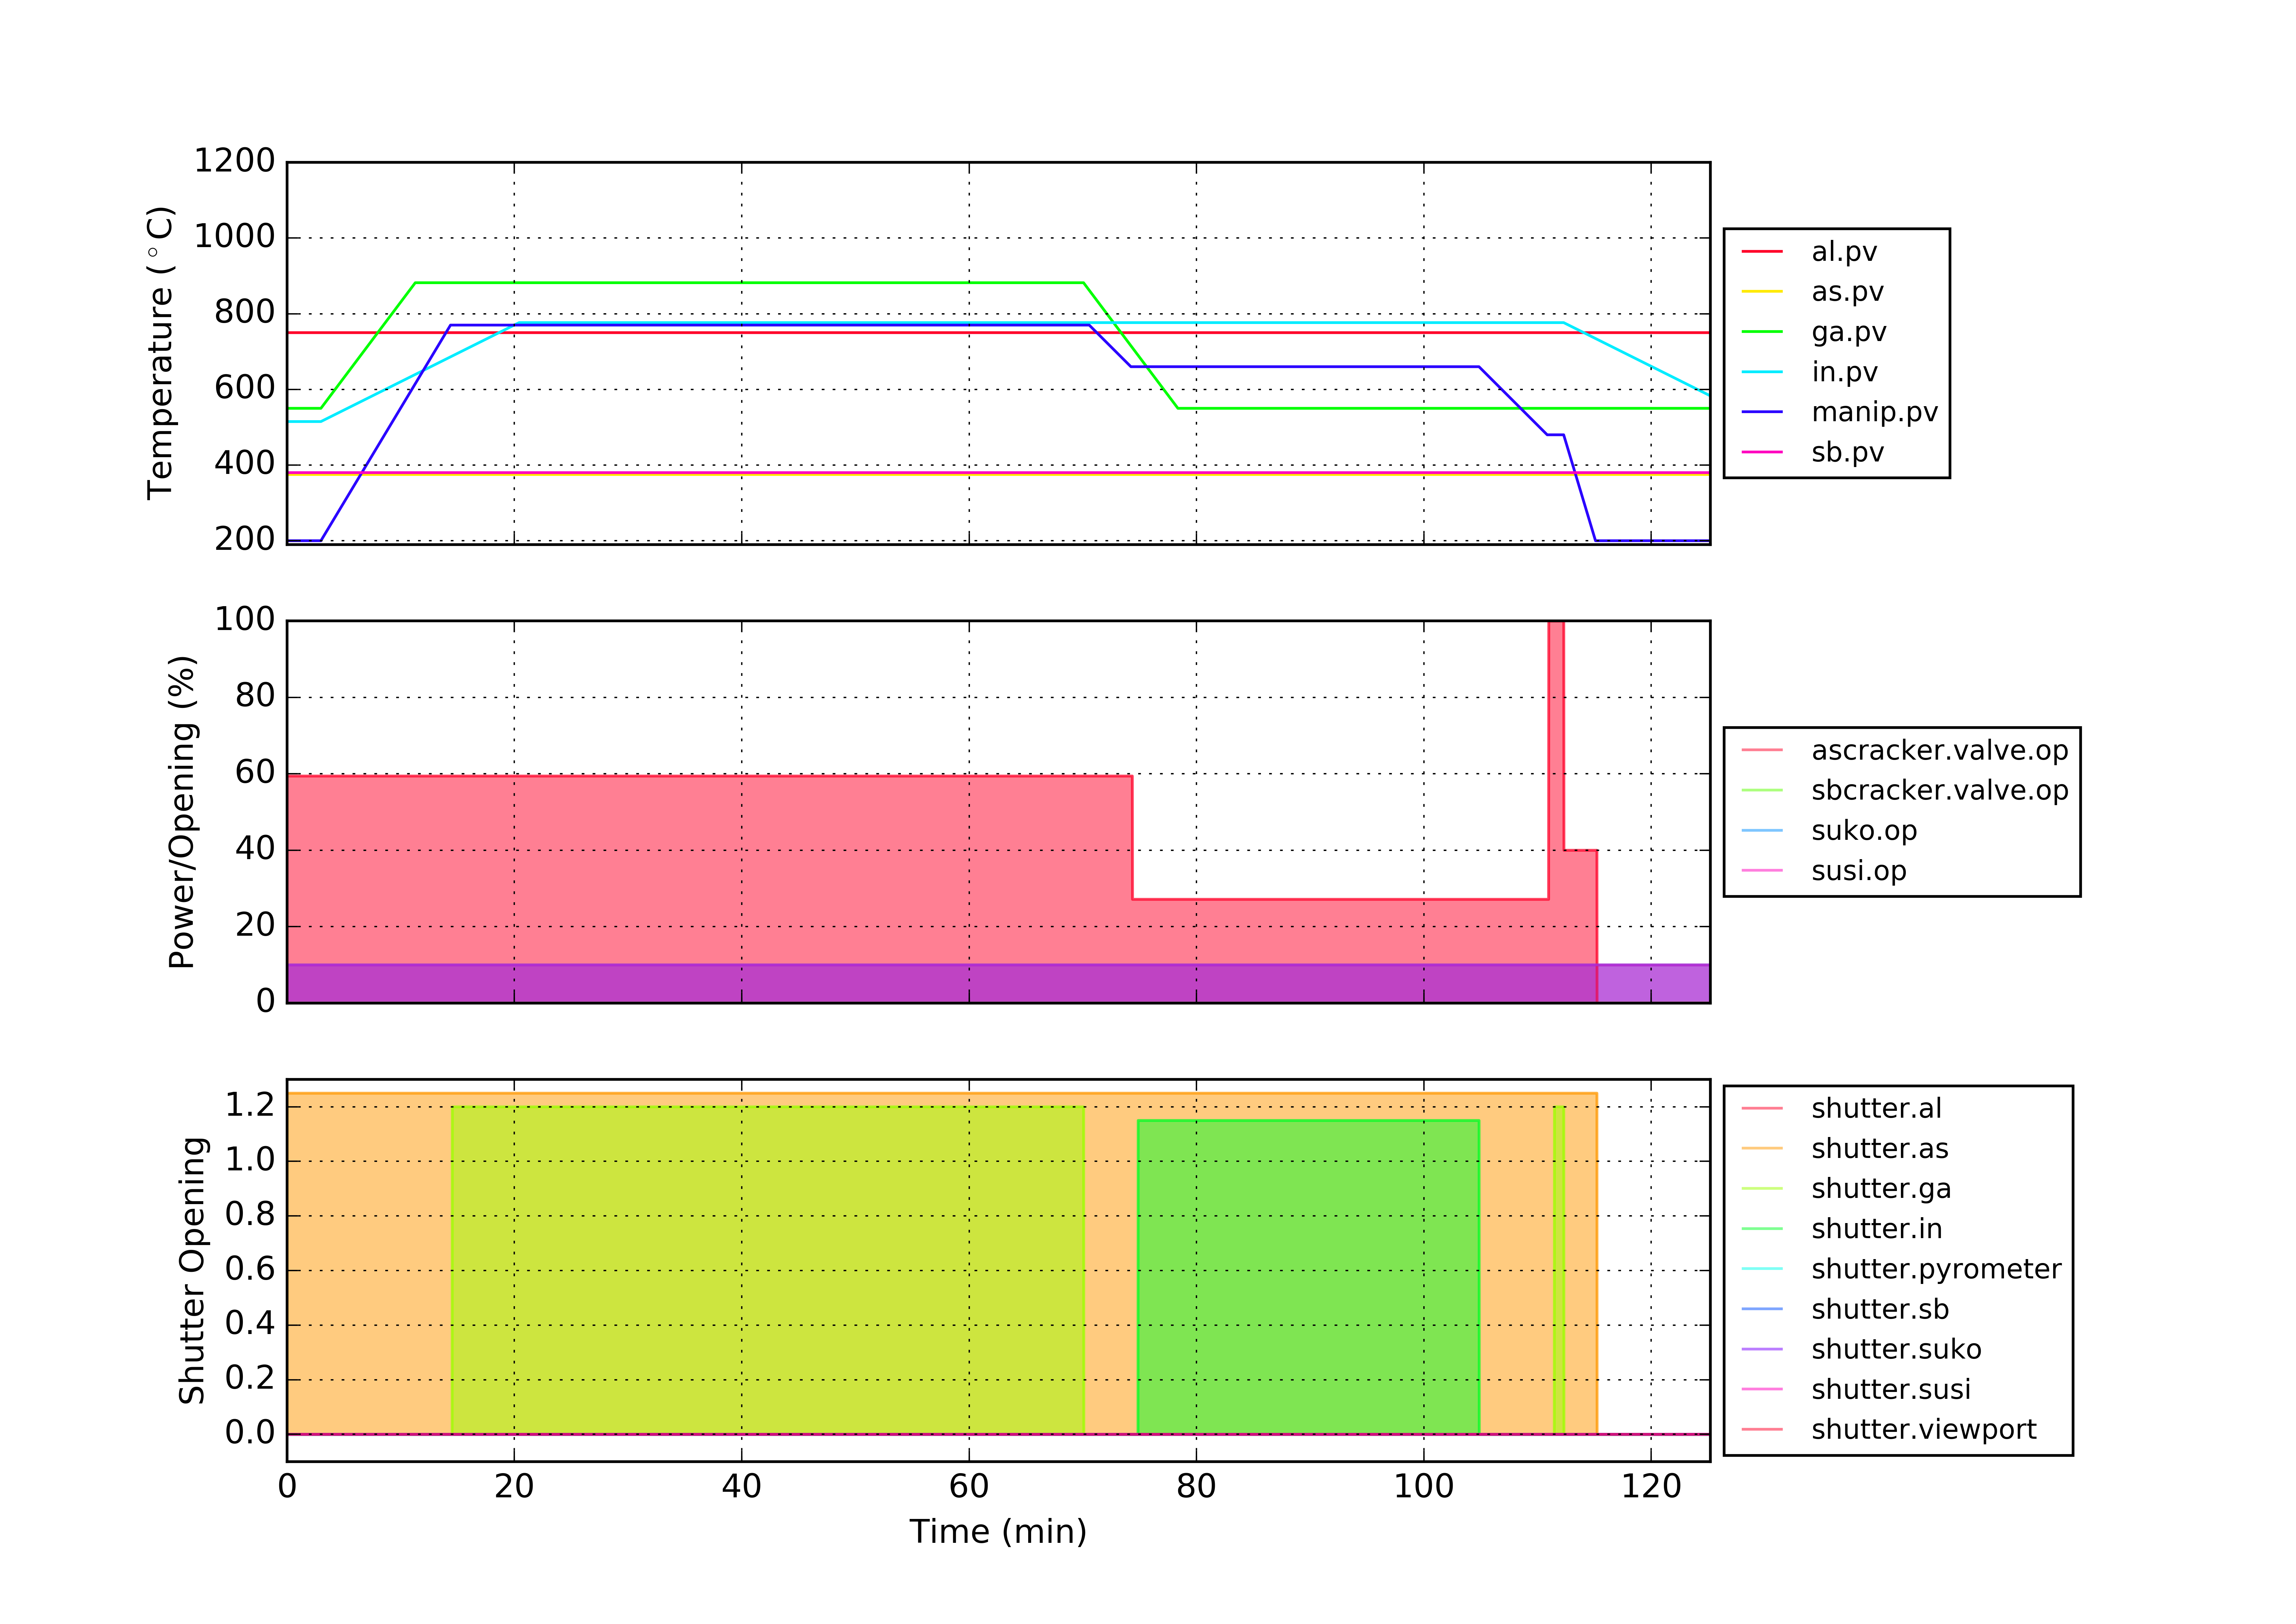 1200
1000
800
600
400
200
Temperature (°C)
al.pv
as.pv
ga.pv
in.pv
manip.pv
sb.pv
100
80
60
40
20
0
Power/Opening (%)
ascracker.valve.op
sbcracker.valve.op
suko.op
susi.op
1.2
1.0
0.8
0.6
0.4
0.2
0.0
Shutter Opening
shutter.al
shutter.as
shutter.ga
shutter.in
shutter.pyrometer
shutter.sb
shutter.suko
shutter.susi
shutter.viewport
0 20 40 60 80 100 120
Time (min)